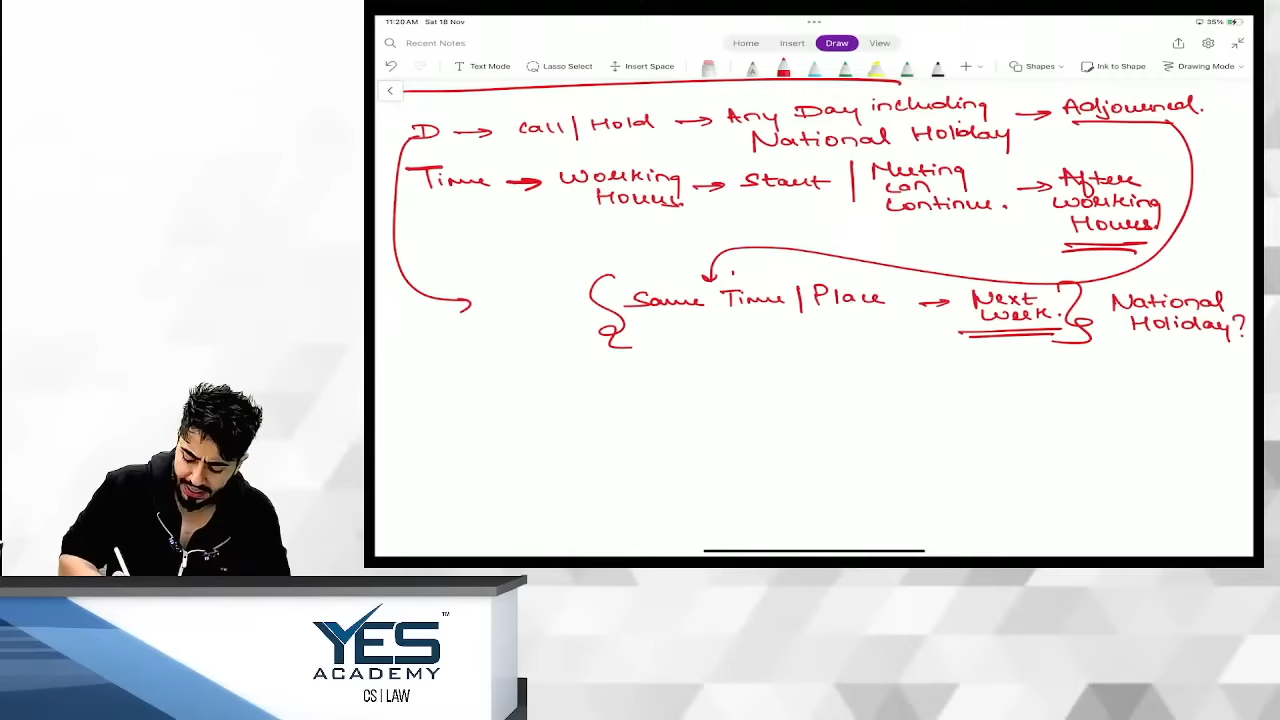 11:20 AM Sat 18 Nov
35%
Recent Notes
Home Insert Draw View
Text Mode Lasso Select Insert Space Shapes Ink to Shape Drawing Mode
D → Call/Hold → Any Day including National Holiday → Adjourned.
Time → Working Hours → Start | Meeting can continue. → After Working Hours.
{ Same Time/Place → Next Week. } National Holiday?
YES™
ACADEMY
CS | LAW